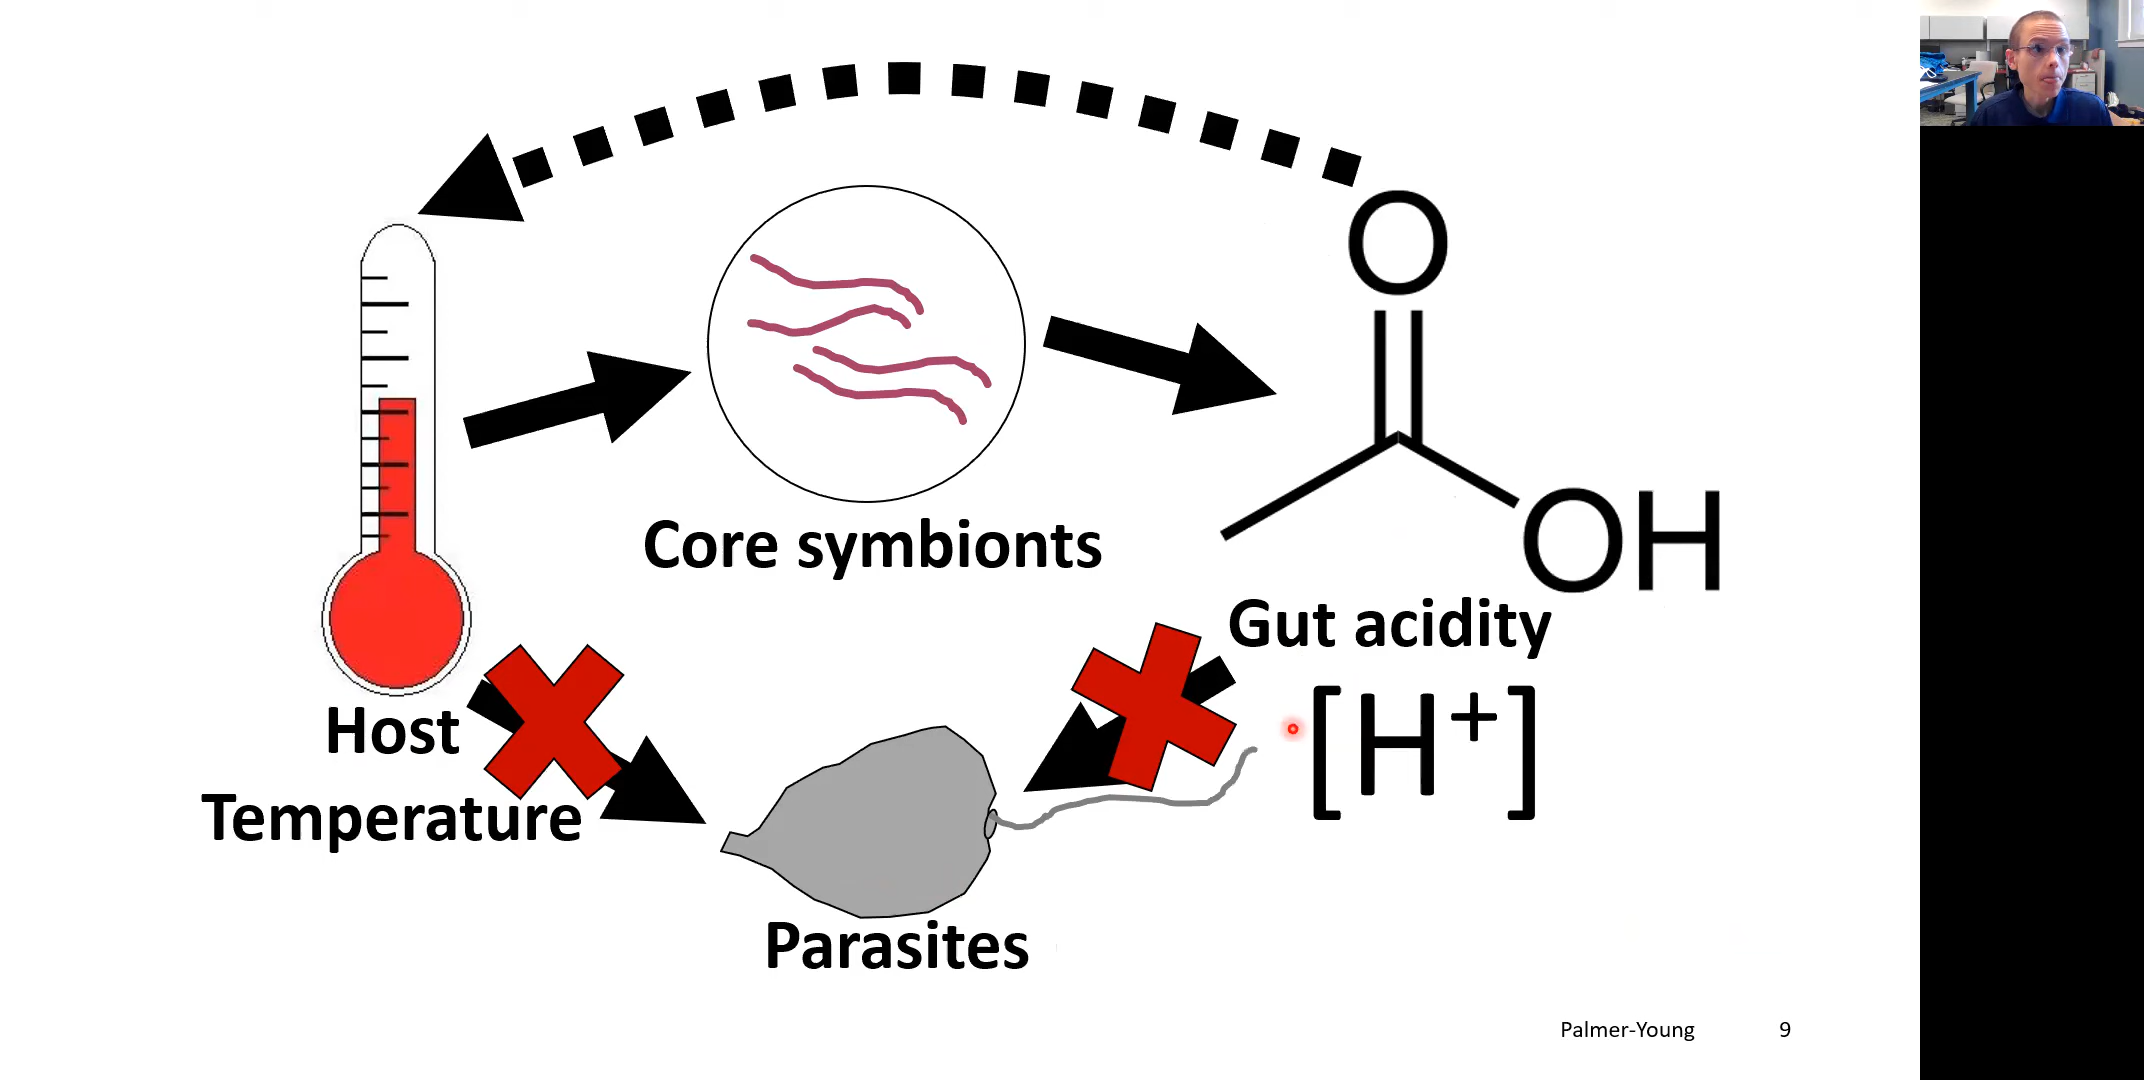 O
OH
Core symbionts
Gut acidity
[H⁺]
Host
Temperature
Parasites
Palmer-Young 9